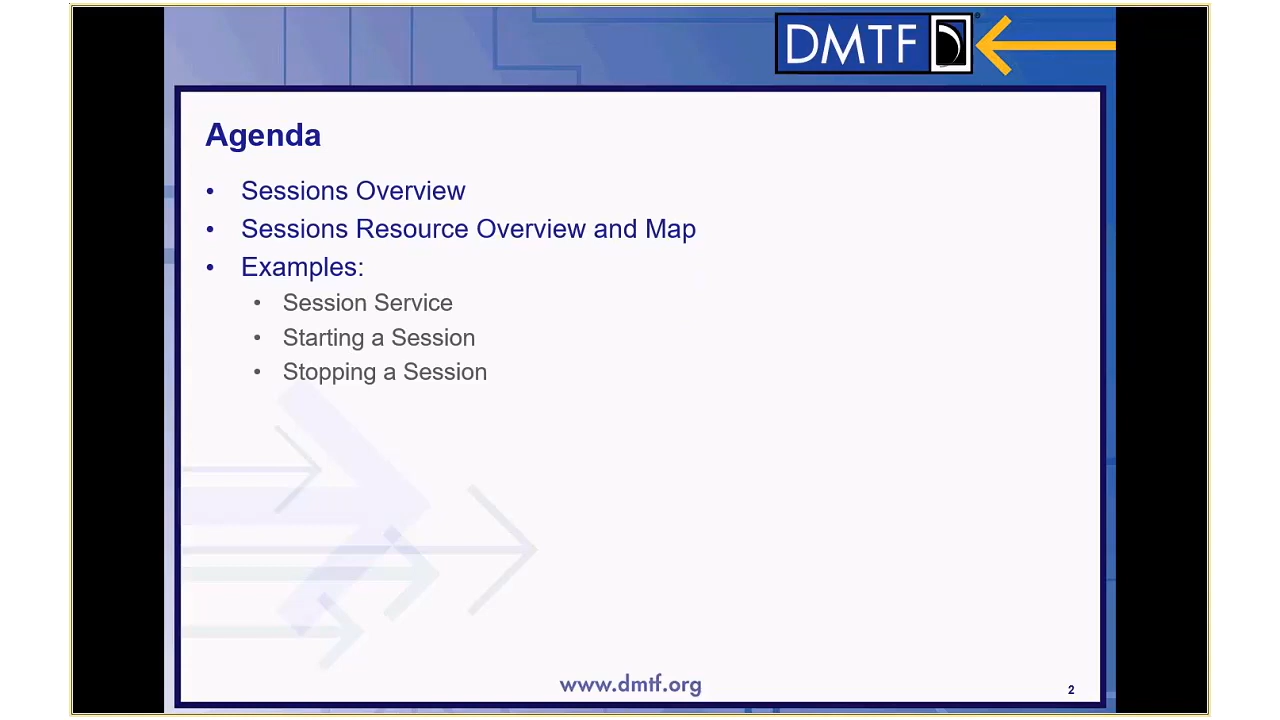 DMTF
Agenda
• Sessions Overview
• Sessions Resource Overview and Map
• Examples:
• Session Service
• Starting a Session
• Stopping a Session
www.dmtf.org
2